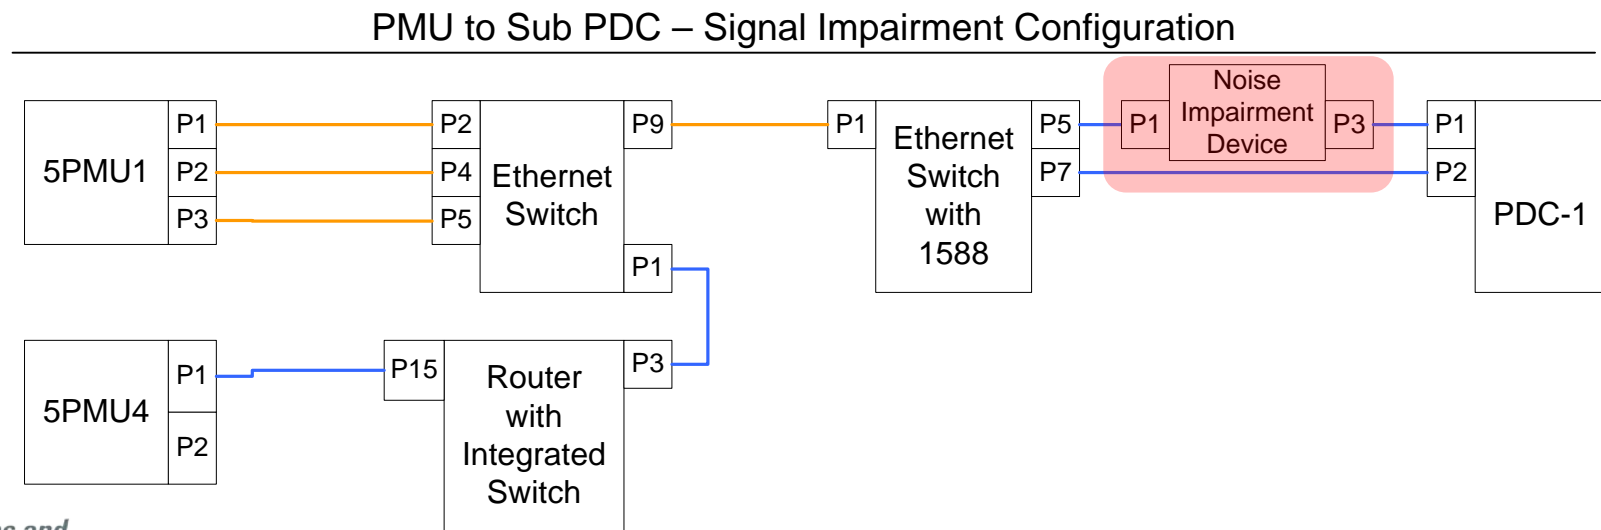 PMU to Sub PDC – Signal Impairment Configuration
5PMU1
P1
P2
P3
P2
P4
P5
Ethernet
Switch
P9
P1
P1
Ethernet
Switch
with
1588
P5
P7
P1
Noise
Impairment
Device
P3
P1
P2
PDC-1
5PMU4
P1
P2
P15
Router
with
Integrated
Switch
P3